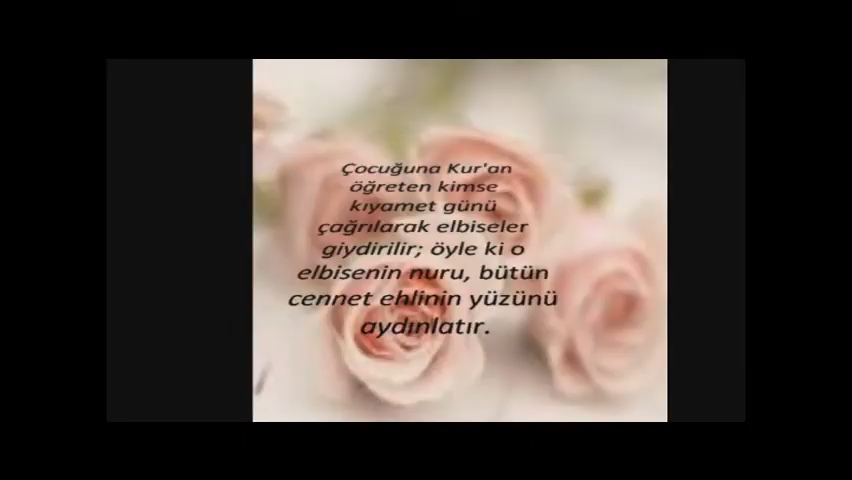 Çocuğuna Kur'an
öğreten kimse
kıyamet günü
çağrılarak elbiseler
giydirilir; öyle ki o
elbisenin nuru, bütün
cennet ehlinin yüzünü
aydınlatır.